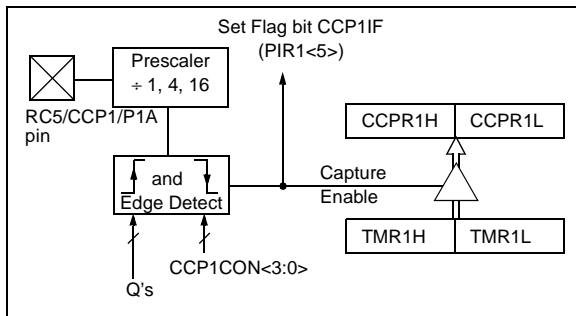 Set Flag bit CCP1IF
(PIR1<5>)
Prescaler
÷ 1, 4, 16
RC5/CCP1/P1A
pin
CCPR1H CCPR1L
and
Edge Detect
Capture
Enable
TMR1H TMR1L
CCP1CON<3:0>
Q's